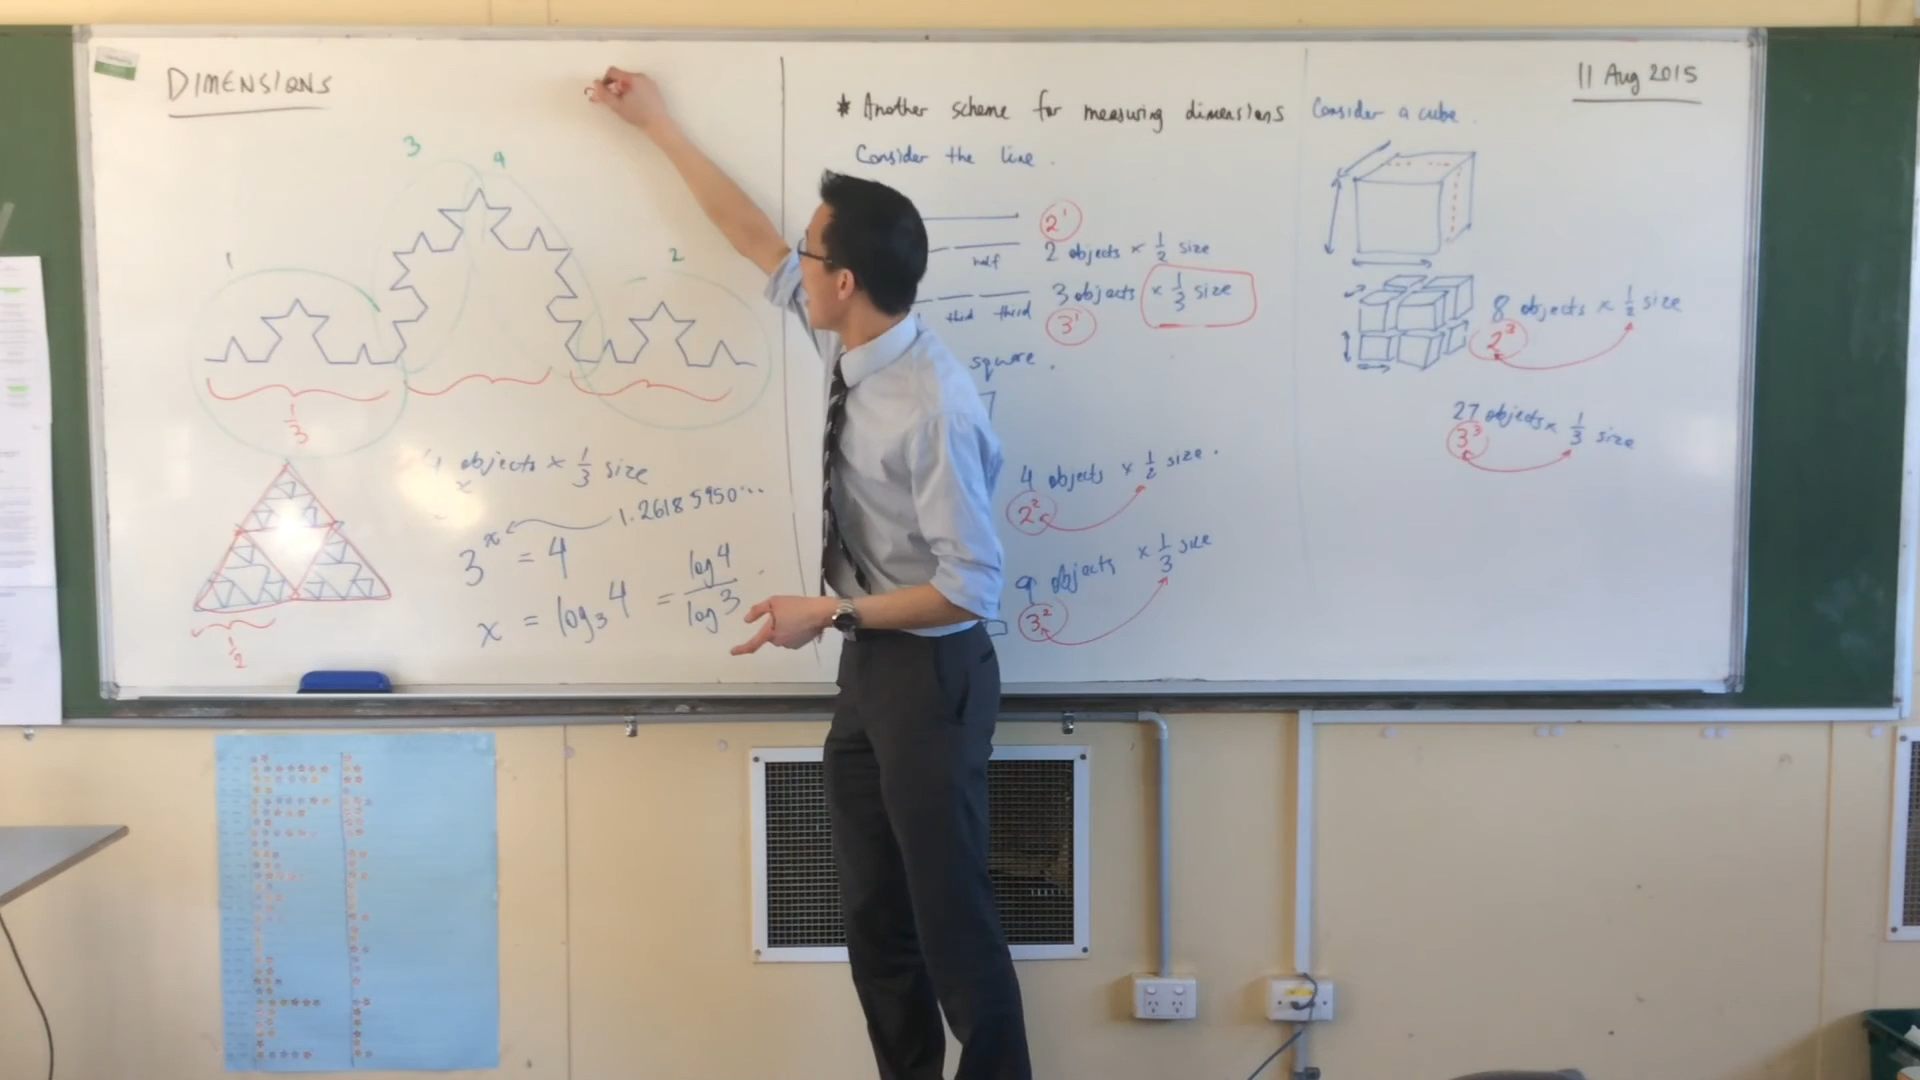 DIMENSIONS
3
4
1
2
1/3
4 objects × 1/3 size
x
1.26185950...
3^x = 4
x = log₃4 = log4/log3
1/2
* Another scheme for measuring dimensions
Consider the line.
2¹
half
2 objects × 1/2 size
third third
3 objects × 1/3 size
3¹
square.
4 objects × 1/2 size.
2²
9 objects × 1/3 size
3²
11 Aug 2015
Consider a cube.
8 objects × 1/2 size
2³
27 objects × 1/3 size
3³